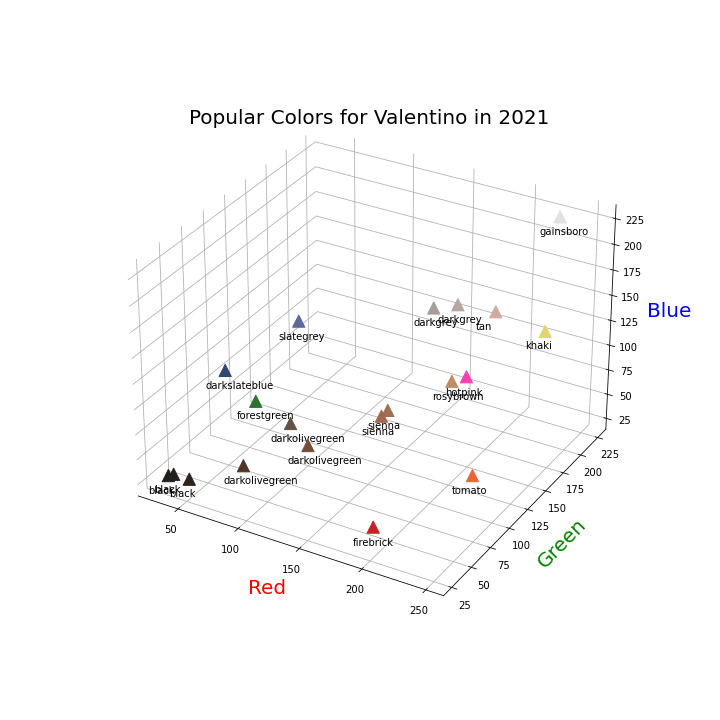 Popular Colors for Valentino in 2021
gainsboro
Blue
darkgrey
darkgrey
tan
khaki
slategrey
darkslateblue
hotpink
rosybrown
forestgreen
sienna
sienna
darkolivegreen
darkolivegreen
darkolivegreen
tomato
black
black
black
firebrick
Red
Green
50
100
150
200
250
25
50
75
100
125
150
175
200
225
225
200
175
150
125
100
75
50
25